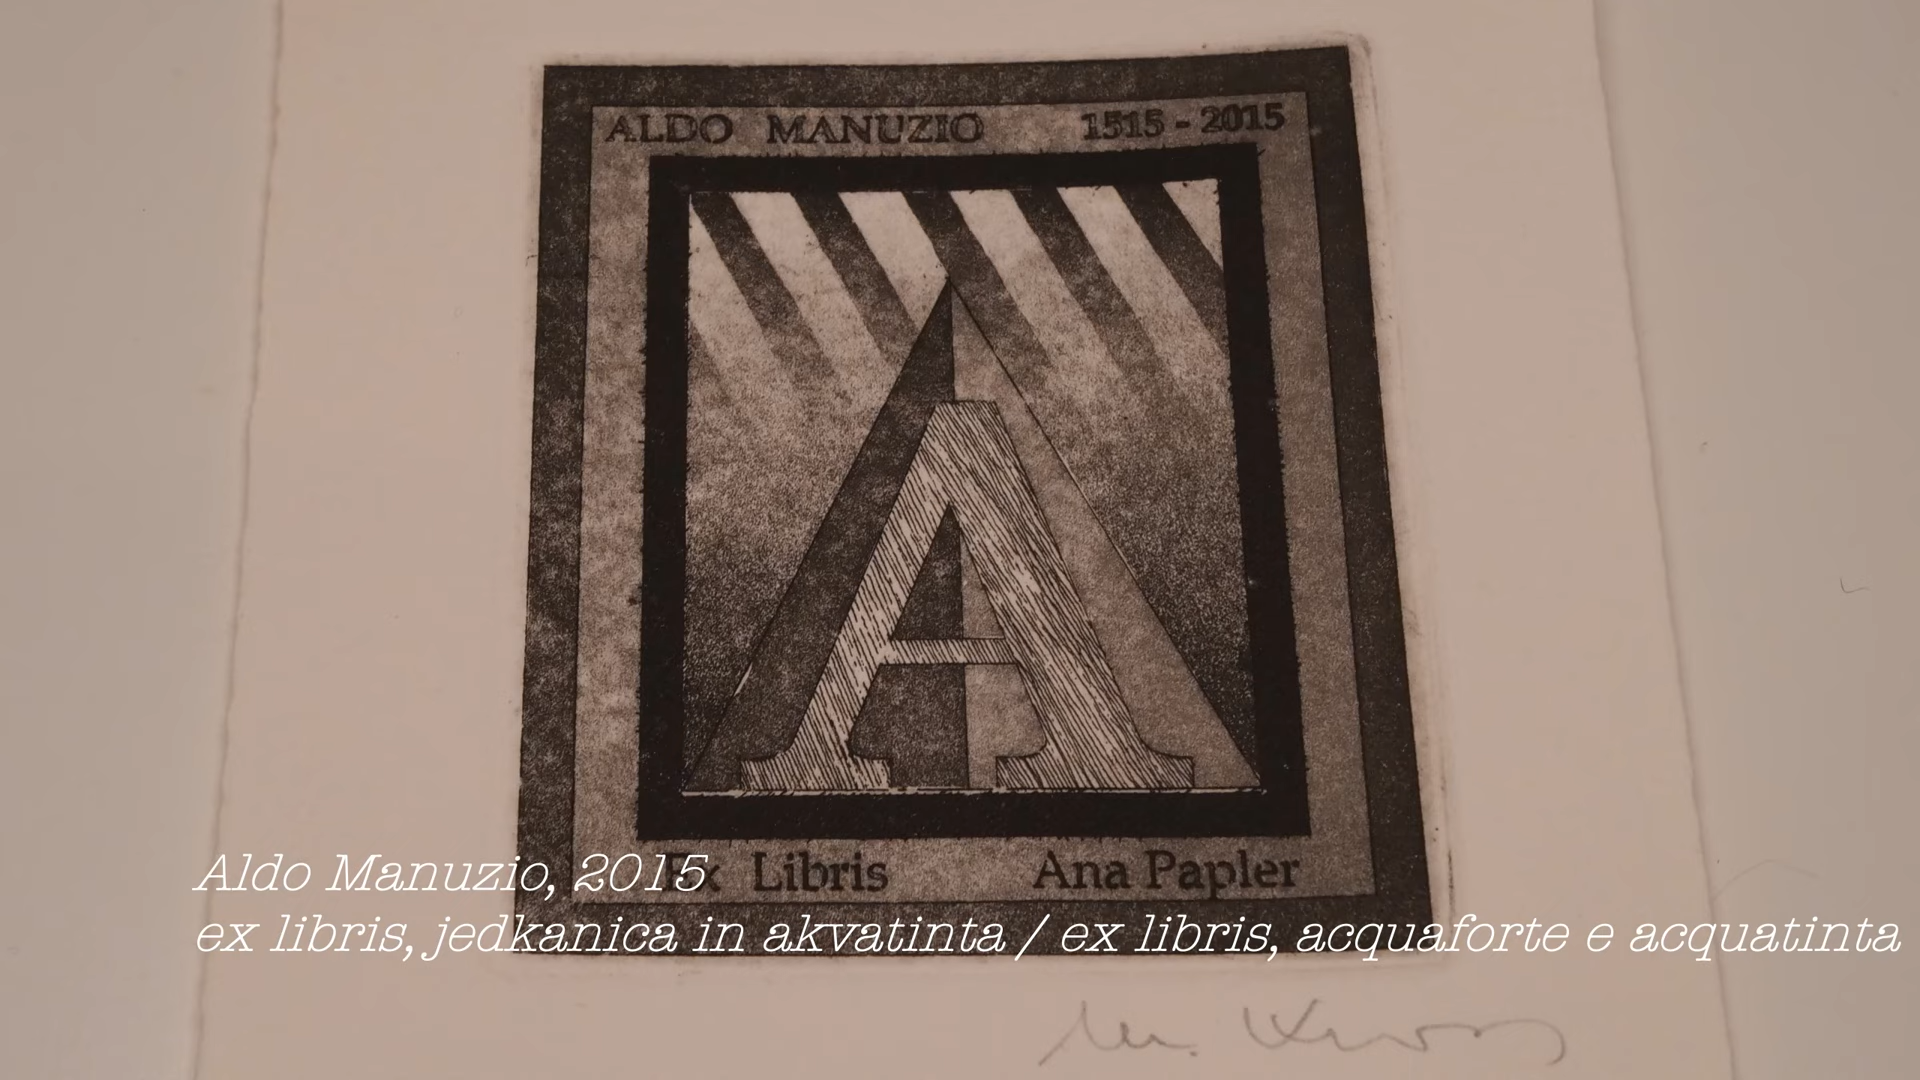 ALDO MANUZIO 1515 - 2015
A
Ex Libris Ana Papler
Aldo Manuzio, 2015
ex libris, jedkanica in akvatinta / ex libris, acquaforte e acquatinta